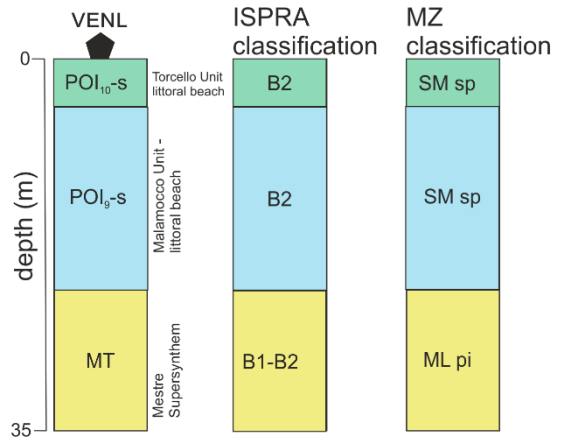 VENL
ISPRA
classification
MZ
classification
0
POI₁₀-s
Torcello Unit
littoral beach
B2
SM sp
depth (m)
POI₉-s
Malamocco Unit -
littoral beach
B2
SM sp
MT
Mestre
Supersynthem
B1-B2
ML pi
35